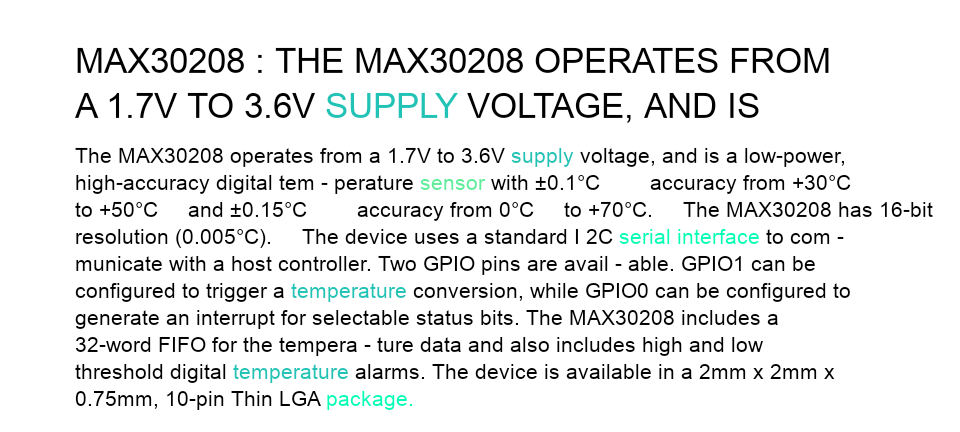 MAX30208 : THE MAX30208 OPERATES FROM
A 1.7V TO 3.6V SUPPLY VOLTAGE, AND IS
The MAX30208 operates from a 1.7V to 3.6V supply voltage, and is a low-power,
high-accuracy digital tem - perature sensor with ±0.1°C accuracy from +30°C
to +50°C and ±0.15°C accuracy from 0°C to +70°C. The MAX30208 has 16-bit
resolution (0.005°C). The device uses a standard I 2C serial interface to com -
municate with a host controller. Two GPIO pins are avail - able. GPIO1 can be
configured to trigger a temperature conversion, while GPIO0 can be configured to
generate an interrupt for selectable status bits. The MAX30208 includes a
32-word FIFO for the tempera - ture data and also includes high and low
threshold digital temperature alarms. The device is available in a 2mm x 2mm x
0.75mm, 10-pin Thin LGA package.